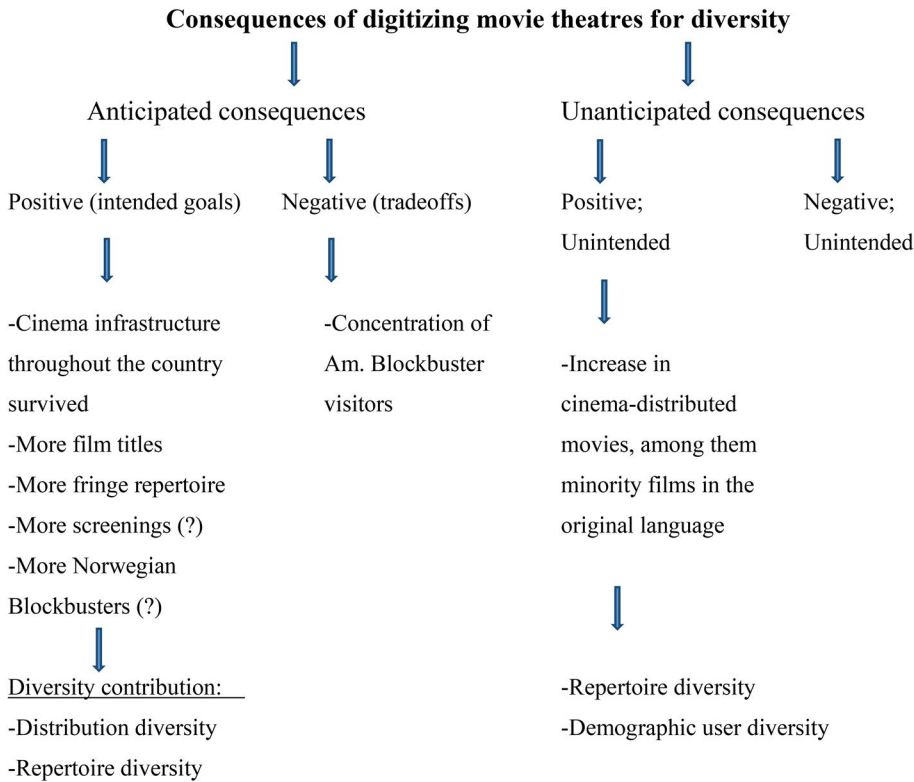 Consequences of digitizing movie theatres for diversity
Anticipated consequences
Unanticipated consequences
Positive (intended goals)
Negative (tradeoffs)
Positive;
Unintended
Negative;
Unintended
-Cinema infrastructure
throughout the country
survived
-More film titles
-More fringe repertoire
-More screenings (?)
-More Norwegian
Blockbusters (?)
-Concentration of
Am. Blockbuster
visitors
-Increase in
cinema-distributed
movies, among them
minority films in the
original language
Diversity contribution:
-Distribution diversity
-Repertoire diversity
-Repertoire diversity
-Demographic user diversity